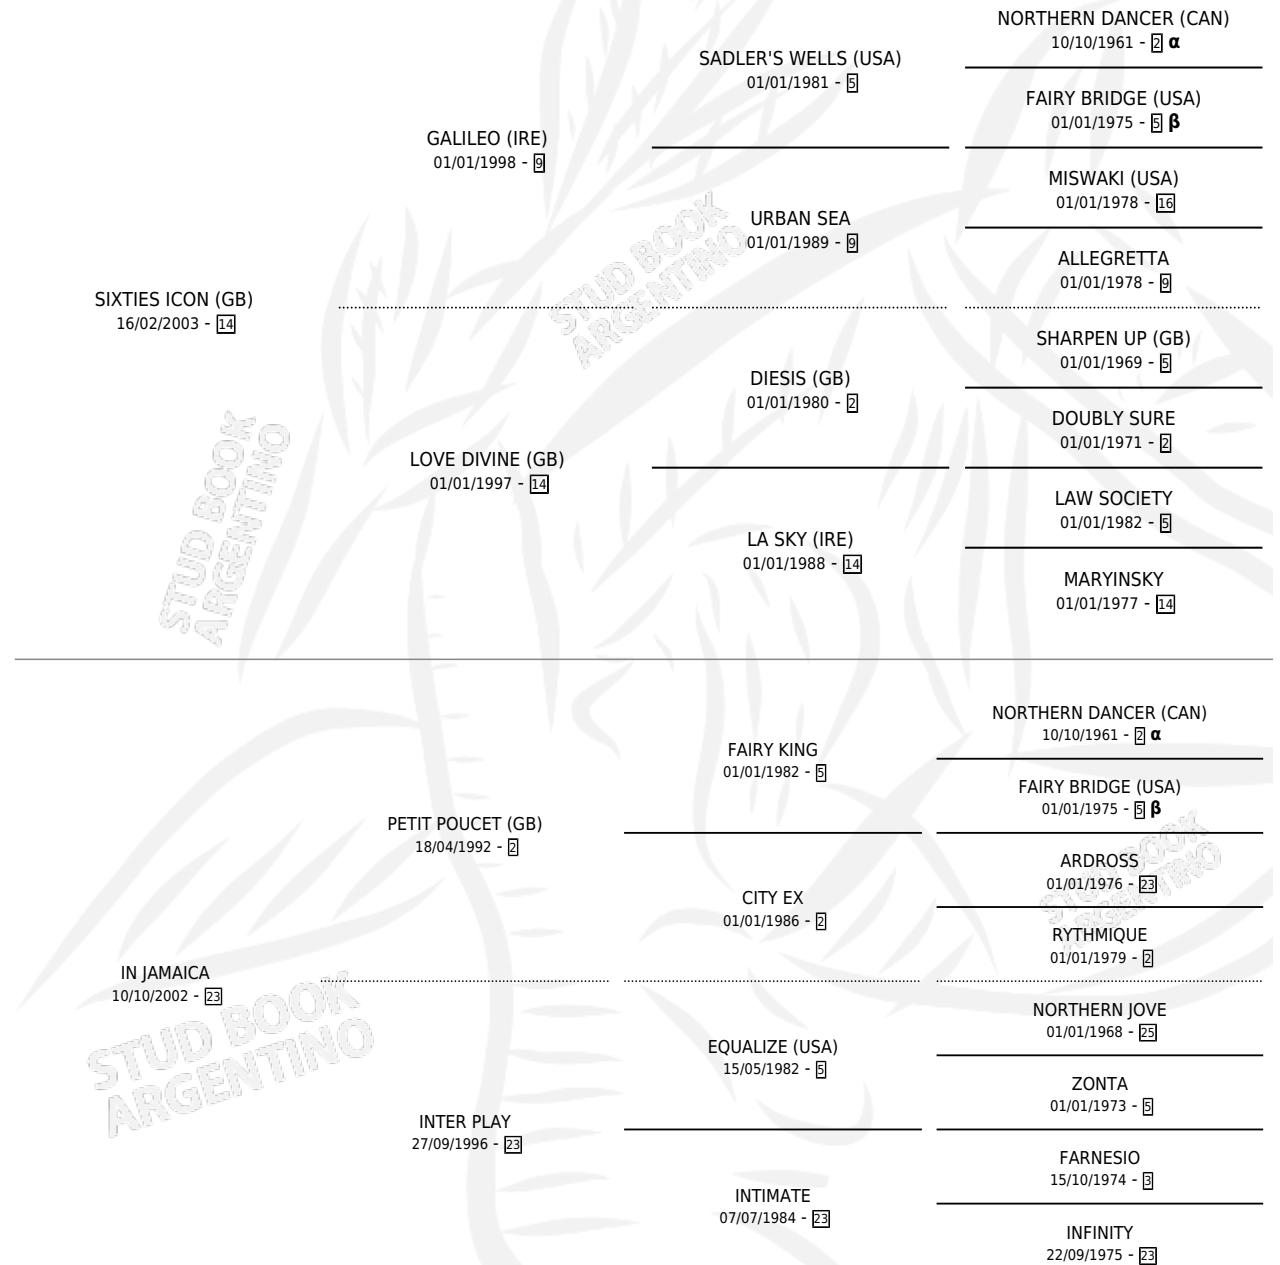 NORTHERN DANCER (CAN)
10/10/1961 - 2 α
SADLER'S WELLS (USA)
01/01/1981 - 5
FAIRY BRIDGE (USA)
01/01/1975 - 5 β
GALILEO (IRE)
01/01/1998 - 9
MISWAKI (USA)
01/01/1978 - 16
URBAN SEA
01/01/1989 - 9
ALLEGRETTA
01/01/1978 - 9
STUD BOOK
ARGENTINO
SIXTIES ICON (GB)
16/02/2003 - 14
SHARPEN UP (GB)
01/01/1969 - 5
DIESIS (GB)
01/01/1980 - 2
DOUBLY SURE
01/01/1971 - 2
LOVE DIVINE (GB)
01/01/1997 - 14
LAW SOCIETY
01/01/1982 - 5
LA SKY (IRE)
01/01/1988 - 14
MARYINSKY
01/01/1977 - 14
STUD BOOK
ARGENTINO
NORTHERN DANCER (CAN)
10/10/1961 - 2 α
FAIRY KING
01/01/1982 - 5
FAIRY BRIDGE (USA)
01/01/1975 - 5 β
PETIT POUCET (GB)
18/04/1992 - 2
ARDROSS
01/01/1976 - 23
CITY EX
01/01/1986 - 2
RYTHMIQUE
01/01/1979 - 2
STUD BOOK
ARGENTINO
IN JAMAICA
10/10/2002 - 23
NORTHERN JOVE
01/01/1968 - 25
EQUALIZE (USA)
15/05/1982 - 5
ZONTA
01/01/1973 - 5
STUD BOOK
ARGENTINO
INTER PLAY
27/09/1996 - 23
FARNESIO
15/10/1974 - 3
INTIMATE
07/07/1984 - 23
INFINITY
22/09/1975 - 23